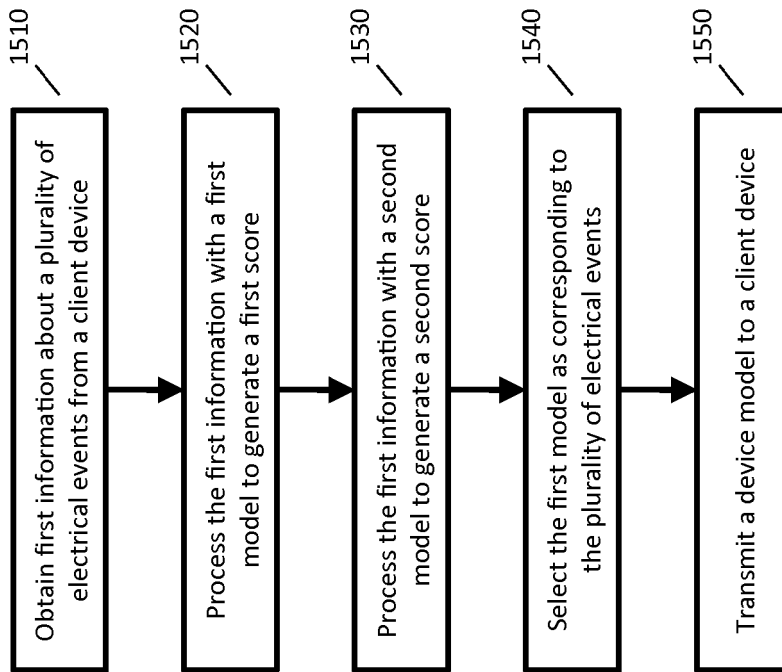 1510
Obtain first information about a plurality of
electrical events from a client device
1520
Process the first information with a first
model to generate a first score
1530
Process the first information with a second
model to generate a second score
1540
Select the first model as corresponding to
the plurality of electrical events
1550
Transmit a device model to a client device